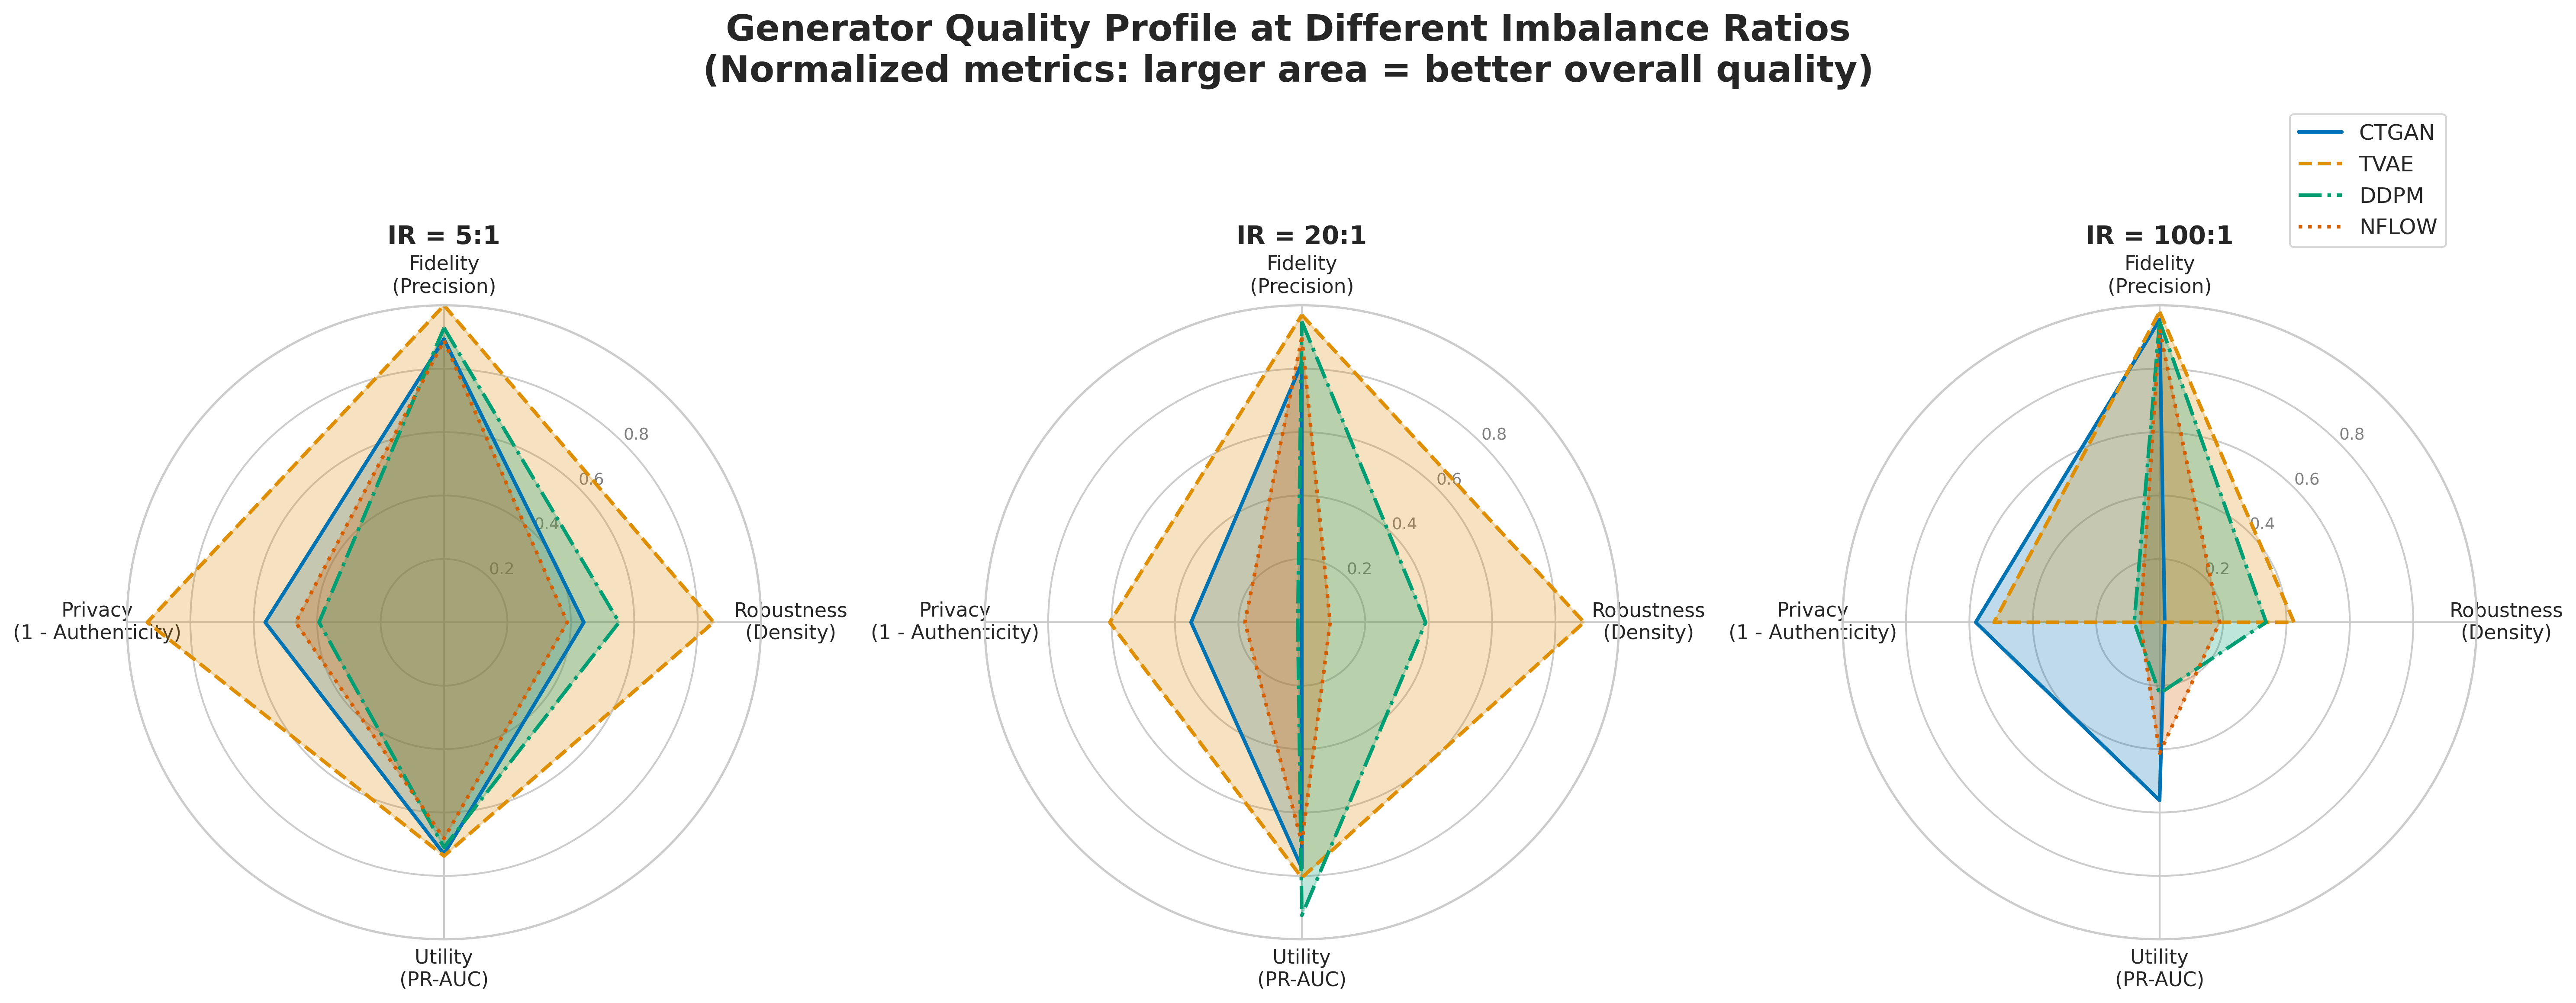 Generator Quality Profile at Different Imbalance Ratios
(Normalized metrics: larger area = better overall quality)
CTGAN
TVAE
DDPM
NFLOW
IR = 5:1
Fidelity
(Precision)
0.8
0.6
0.4
0.2
Privacy
(1 - Authenticity)
Robustness
(Density)
Utility
(PR-AUC)
IR = 20:1
Fidelity
(Precision)
0.8
0.6
0.4
0.2
Privacy
(1 - Authenticity)
Robustness
(Density)
Utility
(PR-AUC)
IR = 100:1
Fidelity
(Precision)
0.8
0.6
0.4
0.2
Privacy
(1 - Authenticity)
Robustness
(Density)
Utility
(PR-AUC)